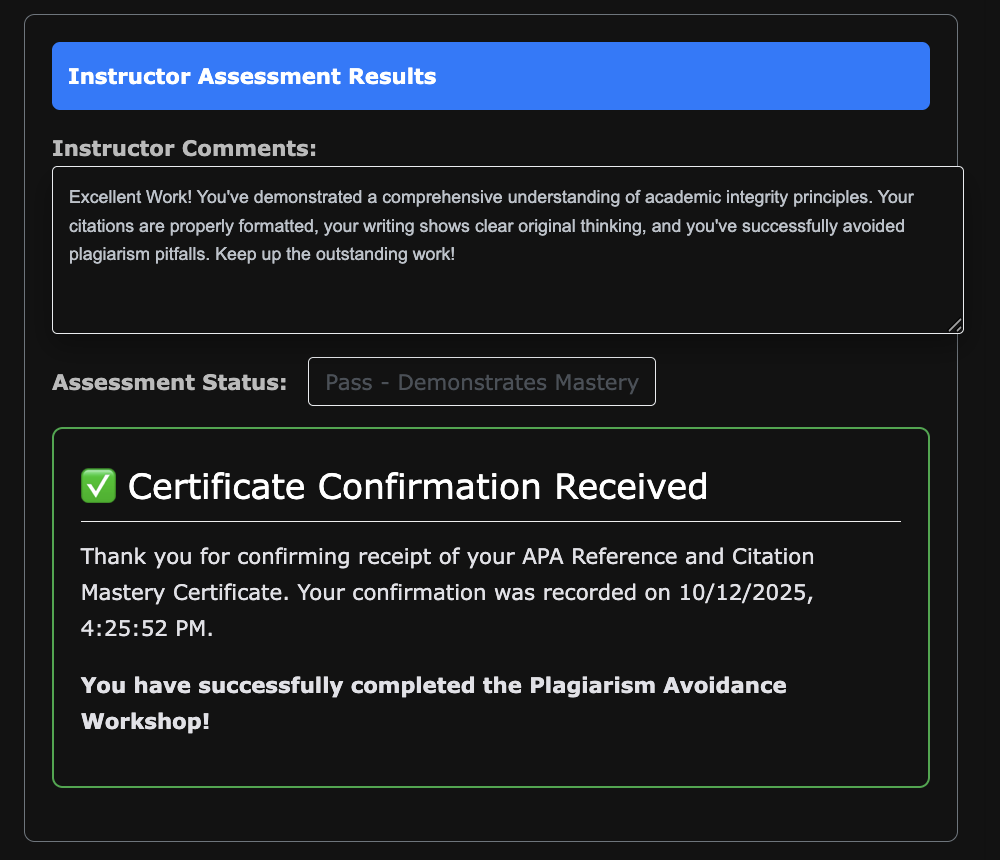 Instructor Assessment Results
Instructor Comments:
Excellent Work! You've demonstrated a comprehensive understanding of academic integrity principles. Your
citations are properly formatted, your writing shows clear original thinking, and you've successfully avoided
plagiarism pitfalls. Keep up the outstanding work!
Assessment Status: Pass - Demonstrates Mastery
✅ Certificate Confirmation Received
Thank you for confirming receipt of your APA Reference and Citation
Mastery Certificate. Your confirmation was recorded on 10/12/2025,
4:25:52 PM.
You have successfully completed the Plagiarism Avoidance
Workshop!